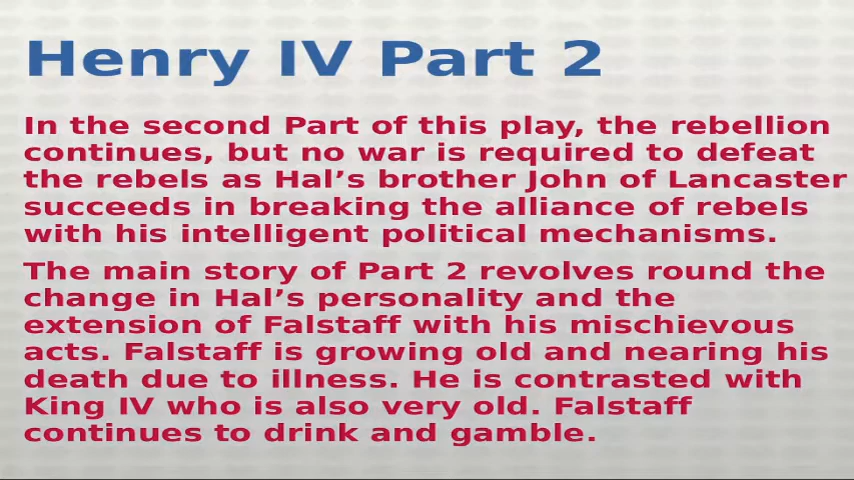 Henry IV Part 2
In the second Part of this play, the rebellion
continues, but no war is required to defeat
the rebels as Hal’s brother John of Lancaster
succeeds in breaking the alliance of rebels
with his intelligent political mechanisms.
The main story of Part 2 revolves round the
change in Hal’s personality and the
extension of Falstaff with his mischievous
acts. Falstaff is growing old and nearing his
death due to illness. He is contrasted with
King IV who is also very old. Falstaff
continues to drink and gamble.